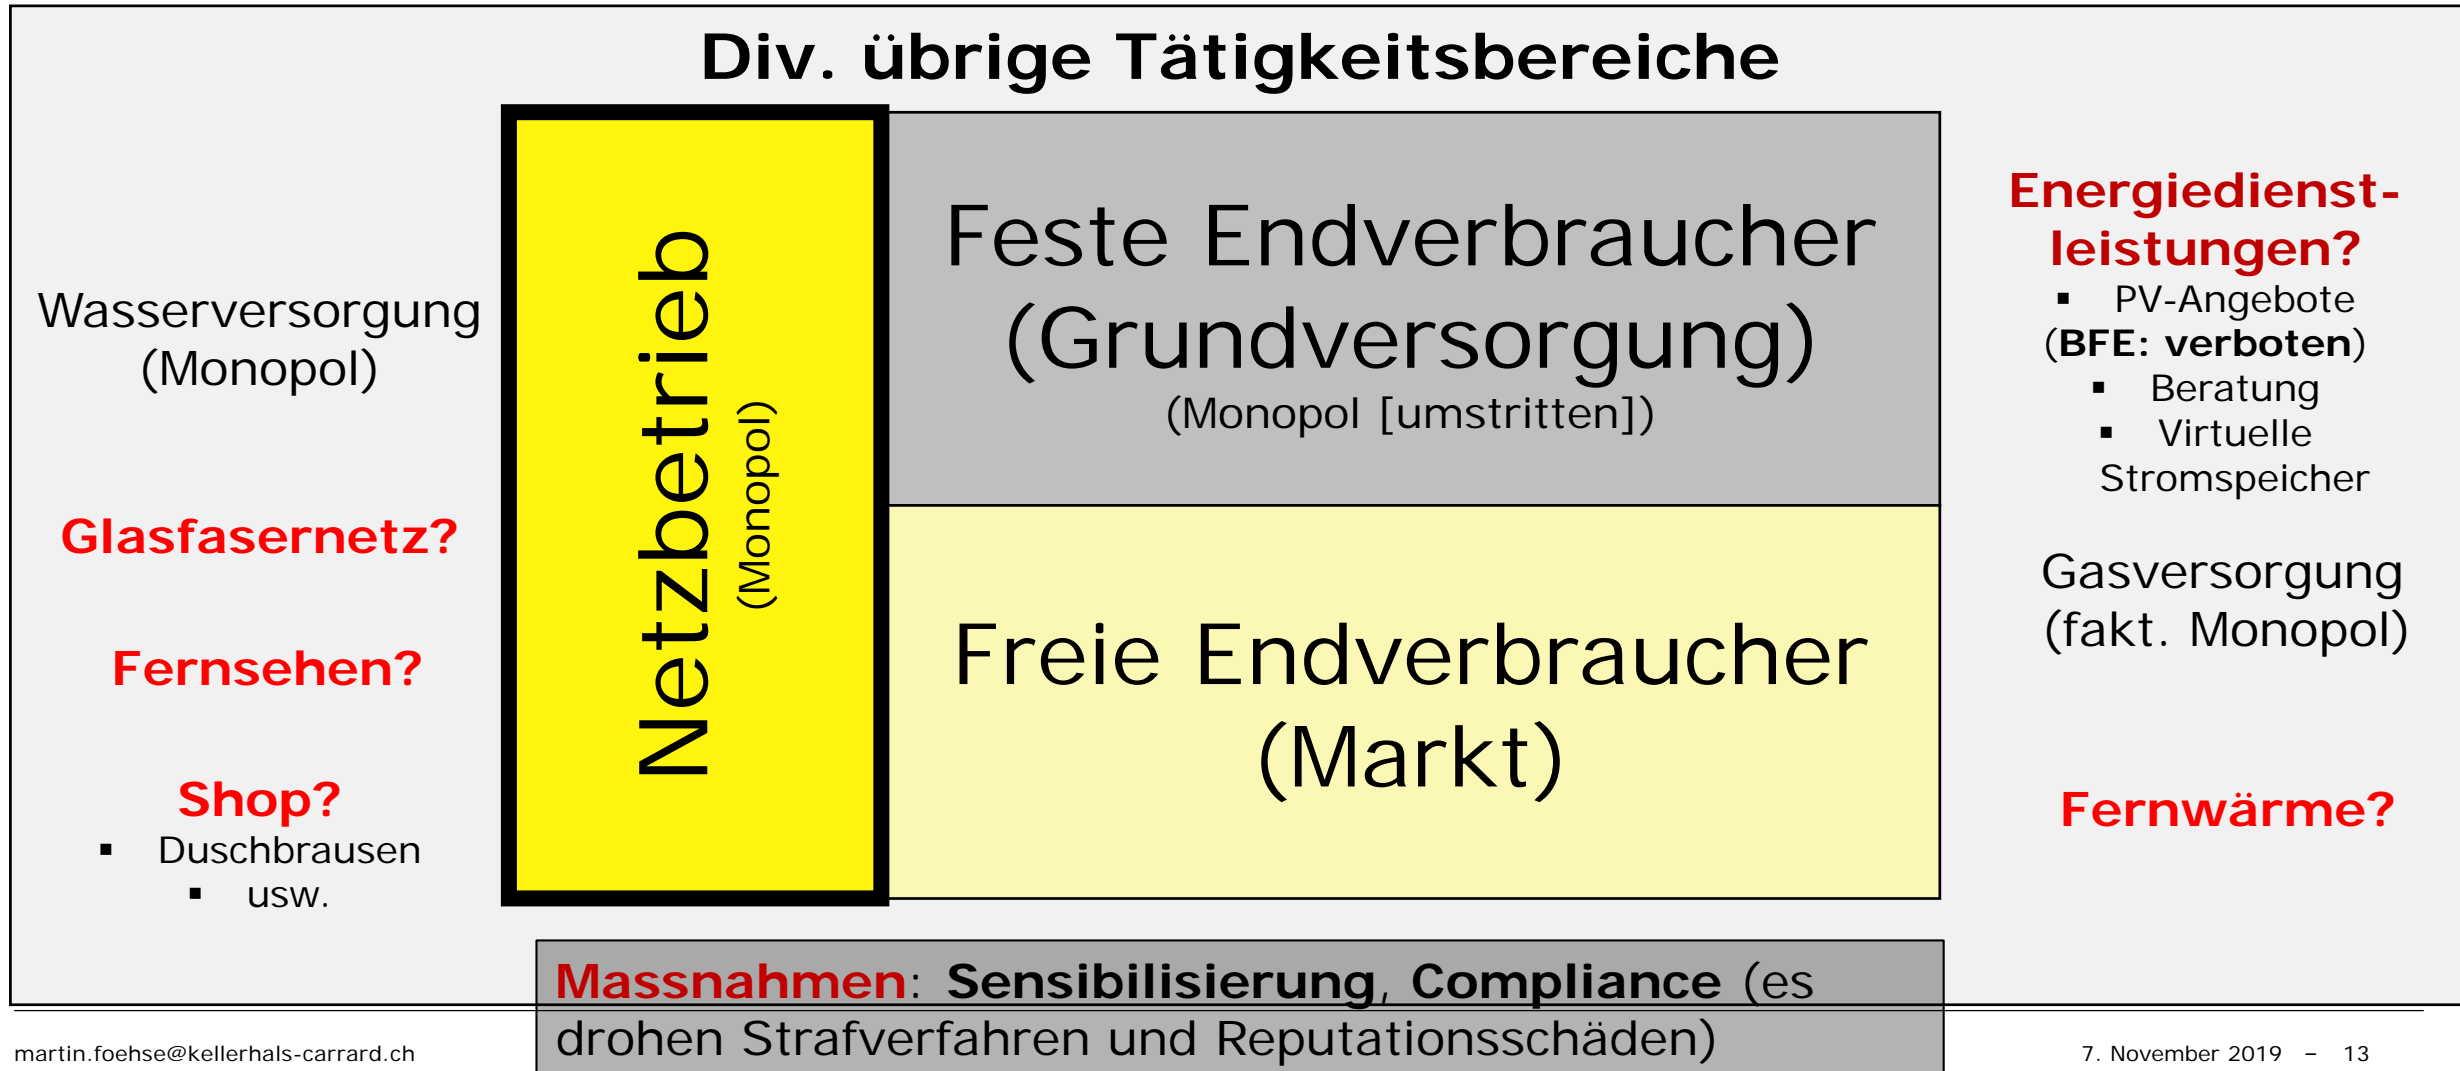 Div. übrige Tätigkeitsbereiche
Wasserversorgung
(Monopol)
Glasfasernetz?
Fernsehen?
Shop?
▪ Duschbrausen
▪ usw.
Netzbetrieb
(Monopol)
Feste Endverbraucher
(Grundversorgung)
(Monopol [umstritten])
Freie Endverbraucher
(Markt)
Energiedienst-
leistungen?
▪ PV-Angebote
(BFE: verboten)
▪ Beratung
▪ Virtuelle
Stromspeicher
Gasversorgung
(fakt. Monopol)
Fernwärme?
Massnahmen: Sensibilisierung, Compliance (es
drohen Strafverfahren und Reputationsschäden)
martin.foehse@kellerhals-carrard.ch
7. November 2019 – 13